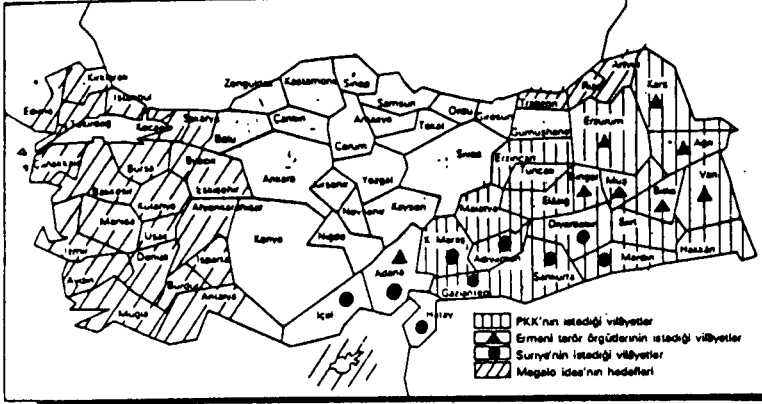 Kırklareli
Edirne
İstanbul
Tekirdağ
Kocaeli
Sakarya
Zonguldak
Kastamonu
Sinop
Samsun
Ordu
Giresun
Trabzon
Rize
Artvin
Kars
Bolu
Çankırı
Çorum
Amasya
Tokat
Gümüşhane
Erzurum
Ağrı
Çanakkale
Bursa
Bilecik
Eskişehir
Ankara
Kırşehir
Yozgat
Sivas
Erzincan
Tunceli
Bingöl
Muş
Bitlis
Van
Balıkesir
Kütahya
Afyonkarahisar
Nevşehir
Kayseri
Malatya
Elazığ
Diyarbakır
Siirt
Hakkâri
Manisa
Uşak
Konya
Niğde
K. Maraş
Adıyaman
Şanlıurfa
Mardin
İzmir
Denizli
Isparta
Aydın
Burdur
Muğla
Antalya
İçel
Adana
Gaziantep
Hatay
PKK'nın istediği vilâyetler
Ermeni terör örgütlerinin istediği vilâyetler
Suriye'nin istediği vilâyetler
Megalo idea'nın hedefleri